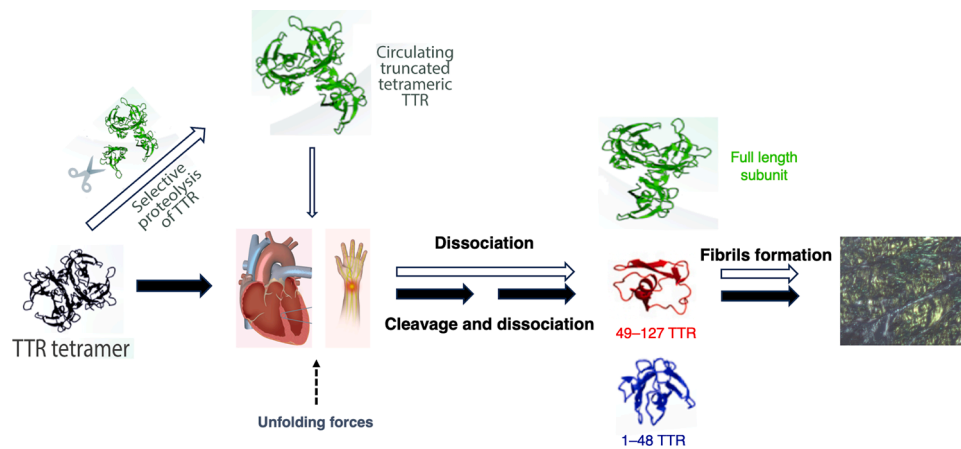 Circulating
truncated
tetrameric
TTR
Selective
proteolysis
of TTR
Full length
subunit
Dissociation
Fibrils formation
Cleavage and dissociation
49–127 TTR
TTR tetramer
Unfolding forces
1–48 TTR